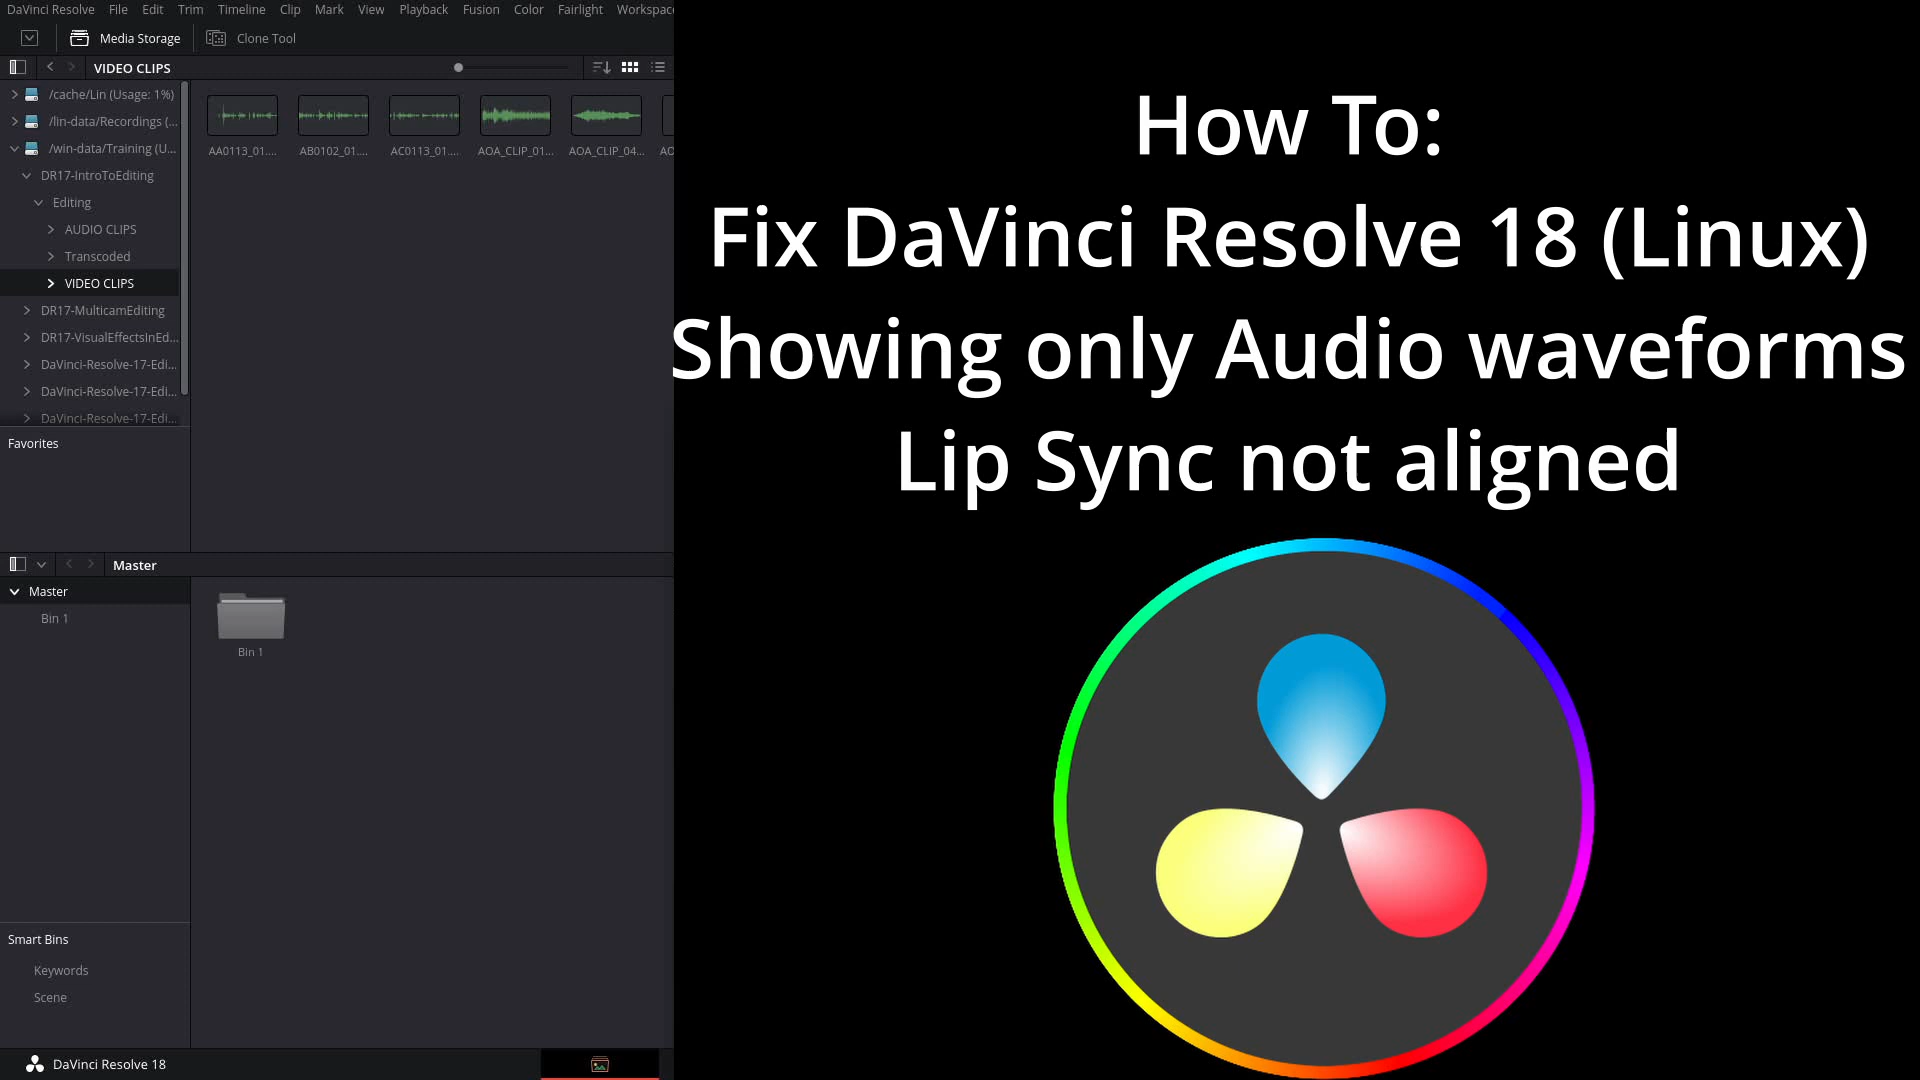 DaVinci Resolve File Edit Trim Timeline Clip Mark View Playback Fusion Color Fairlight Workspac
Media Storage Clone Tool
VIDEO CLIPS
/cache/Lin (Usage: 1%)
/lin-data/Recordings (...
/win-data/Training (U...
DR17-IntroToEditing
Editing
AUDIO CLIPS
Transcoded
VIDEO CLIPS
DR17-MulticamEditing
DR17-VisualEffectsInEd...
DaVinci-Resolve-17-Edi...
DaVinci-Resolve-17-Edi...
DaVinci-Resolve-17-Edi...
Favorites
AA0113_01.... AB0102_01.... AC0113_01.... AOA_CLIP_01... AOA_CLIP_04... AO
Master
Master
Bin 1
Bin 1
Smart Bins
Keywords
Scene
DaVinci Resolve 18
How To:
Fix DaVinci Resolve 18 (Linux)
Showing only Audio waveforms
Lip Sync not aligned